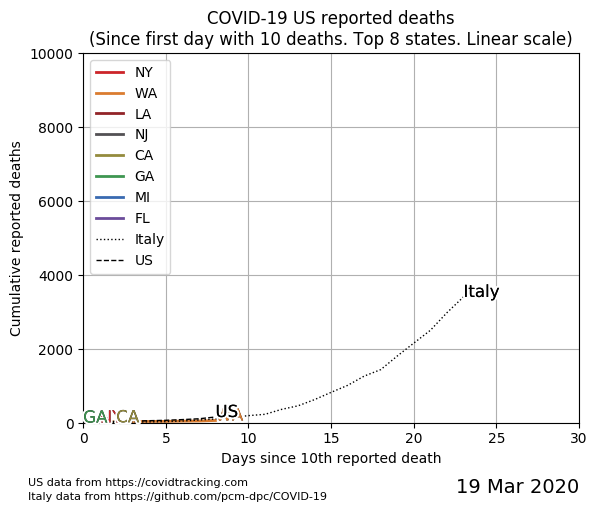 COVID-19 US reported deaths
(Since first day with 10 deaths. Top 8 states. Linear scale)
10000
8000
6000
4000
2000
0
Cumulative reported deaths
NY
WA
LA
NJ
CA
GA
MI
FL
Italy
US
Italy
US
GA
CA
0
5
10
15
20
25
30
Days since 10th reported death
US data from https://covidtracking.com
Italy data from https://github.com/pcm-dpc/COVID-19
19 Mar 2020